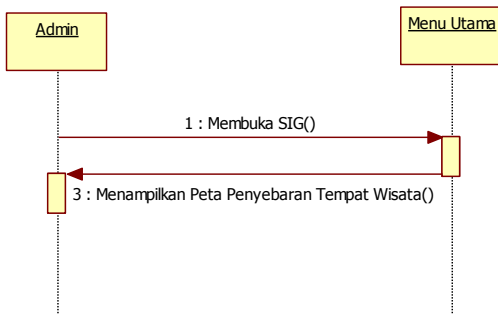 Admin
Menu Utama
1 : Membuka SIG()
3 : Menampilkan Peta Penyebaran Tempat Wisata()